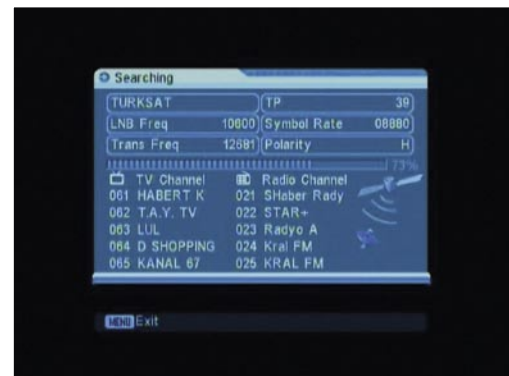 Searching
TURKSAT TP 39
LNB Freq 10600 Symbol Rate 08880
Trans Freq 12681 Polarity H
73%
TV Channel Radio Channel
061 HABERT K 021 SHaber Rady
062 T.A.Y. TV 022 STAR+
063 LUL 023 Radyo A
064 D SHOPPING 024 Kral FM
065 KANAL 67 025 KRAL FM
MENU Exit